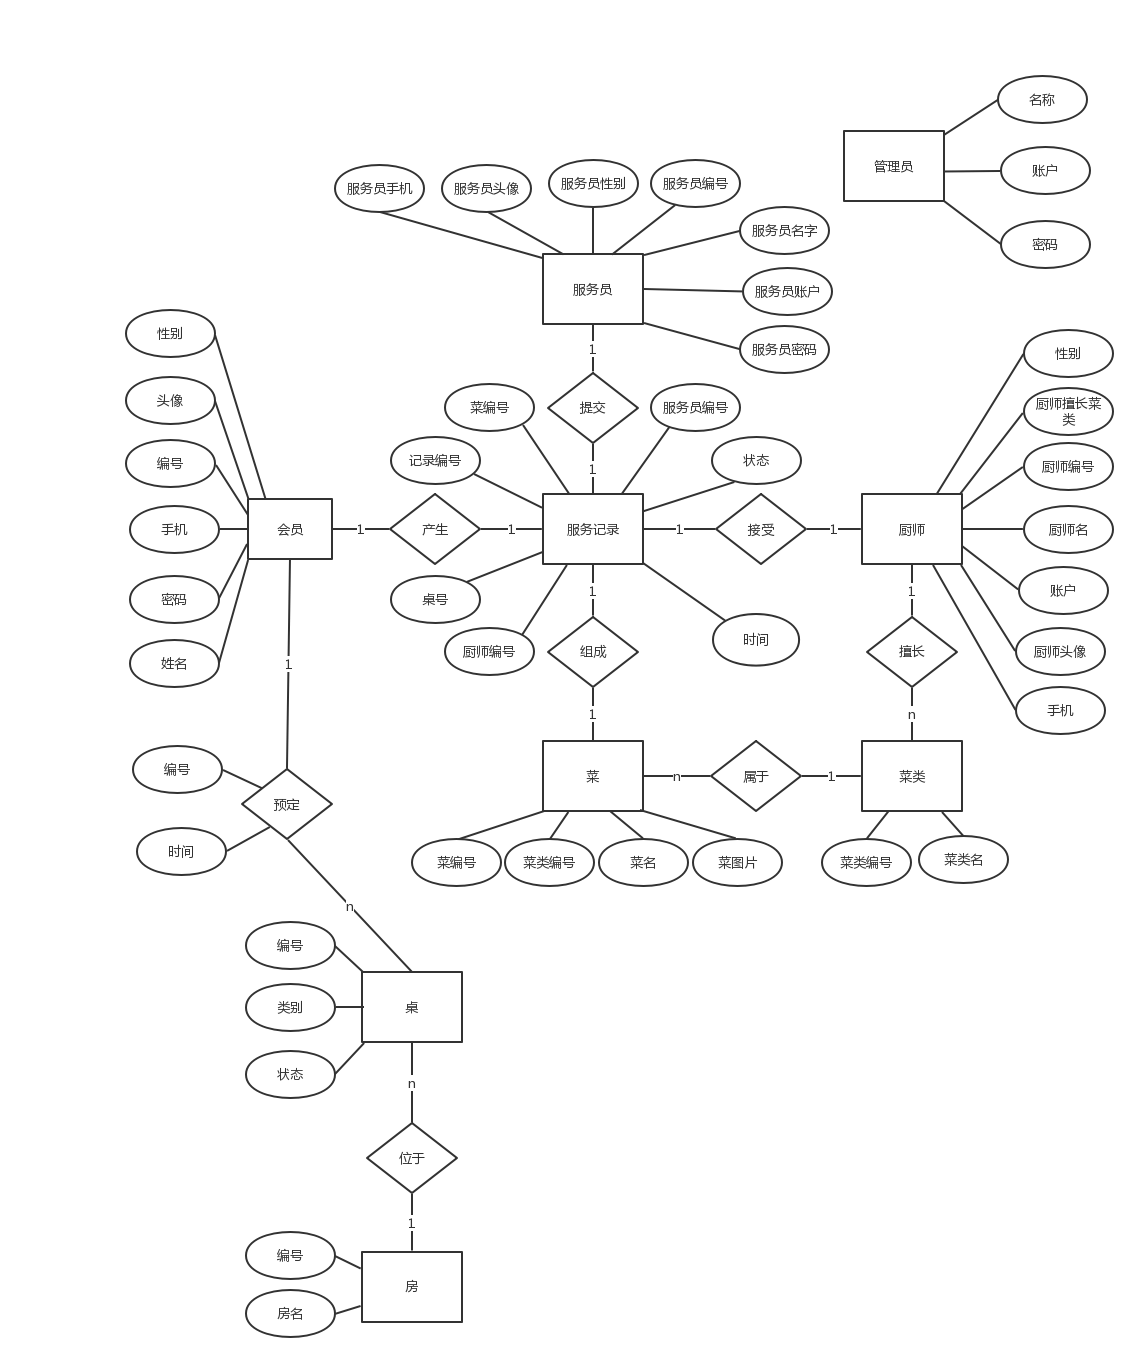 名称
管理员
账户
密码
服务员手机
服务员头像
服务员性别
服务员编号
服务员名字
服务员
服务员账户
服务员密码
1
提交
1
性别
头像
编号
手机
密码
姓名
会员
1
产生
1
菜编号
服务员编号
记录编号
状态
服务记录
桌号
厨师编号
时间
1
接受
1
厨师
性别
厨师擅长菜
类
厨师编号
厨师名
账户
厨师头像
手机
1
组成
1
1
擅长
n
菜
n
属于
1
菜类
菜编号
菜类编号
菜名
菜图片
菜类编号
菜类名
1
编号
预定
时间
n
编号
类别
桌
状态
n
位于
1
编号
房
房名